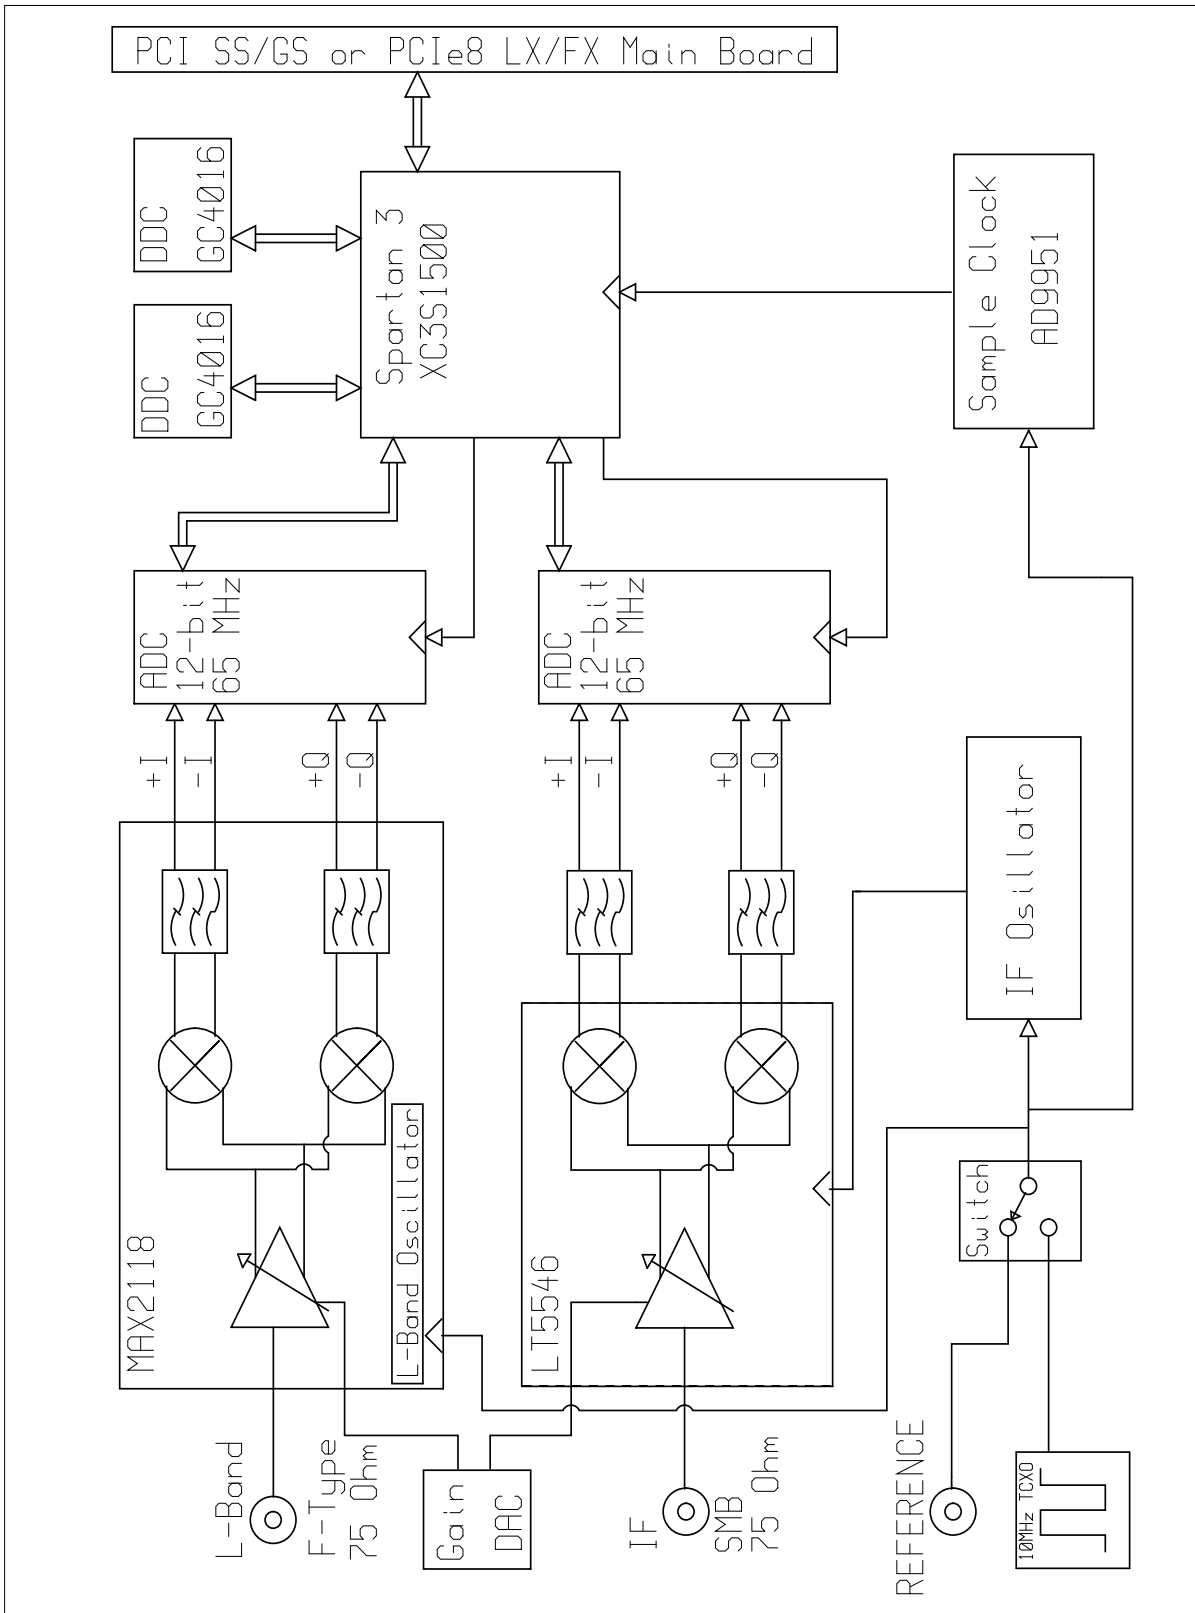 PCI SS/GS or PCIe8 LX/FX Main Board
DDC
GC4016
DDC
GC4016
Spartan 3
XC3S1500
Sample Clock
AD9951
ADC
12-bit
65 MHz
ADC
12-bit
65 MHz
+I
-I
+Q
-Q
+I
-I
+Q
-Q
IF Osillator
MAX2118
L-Band Oscillator
LT5546
Switch
L-Band
F-Type
75 Ohm
Gain
DAC
IF
SMB
75 Ohm
REFERENCE
10MHz TCXO